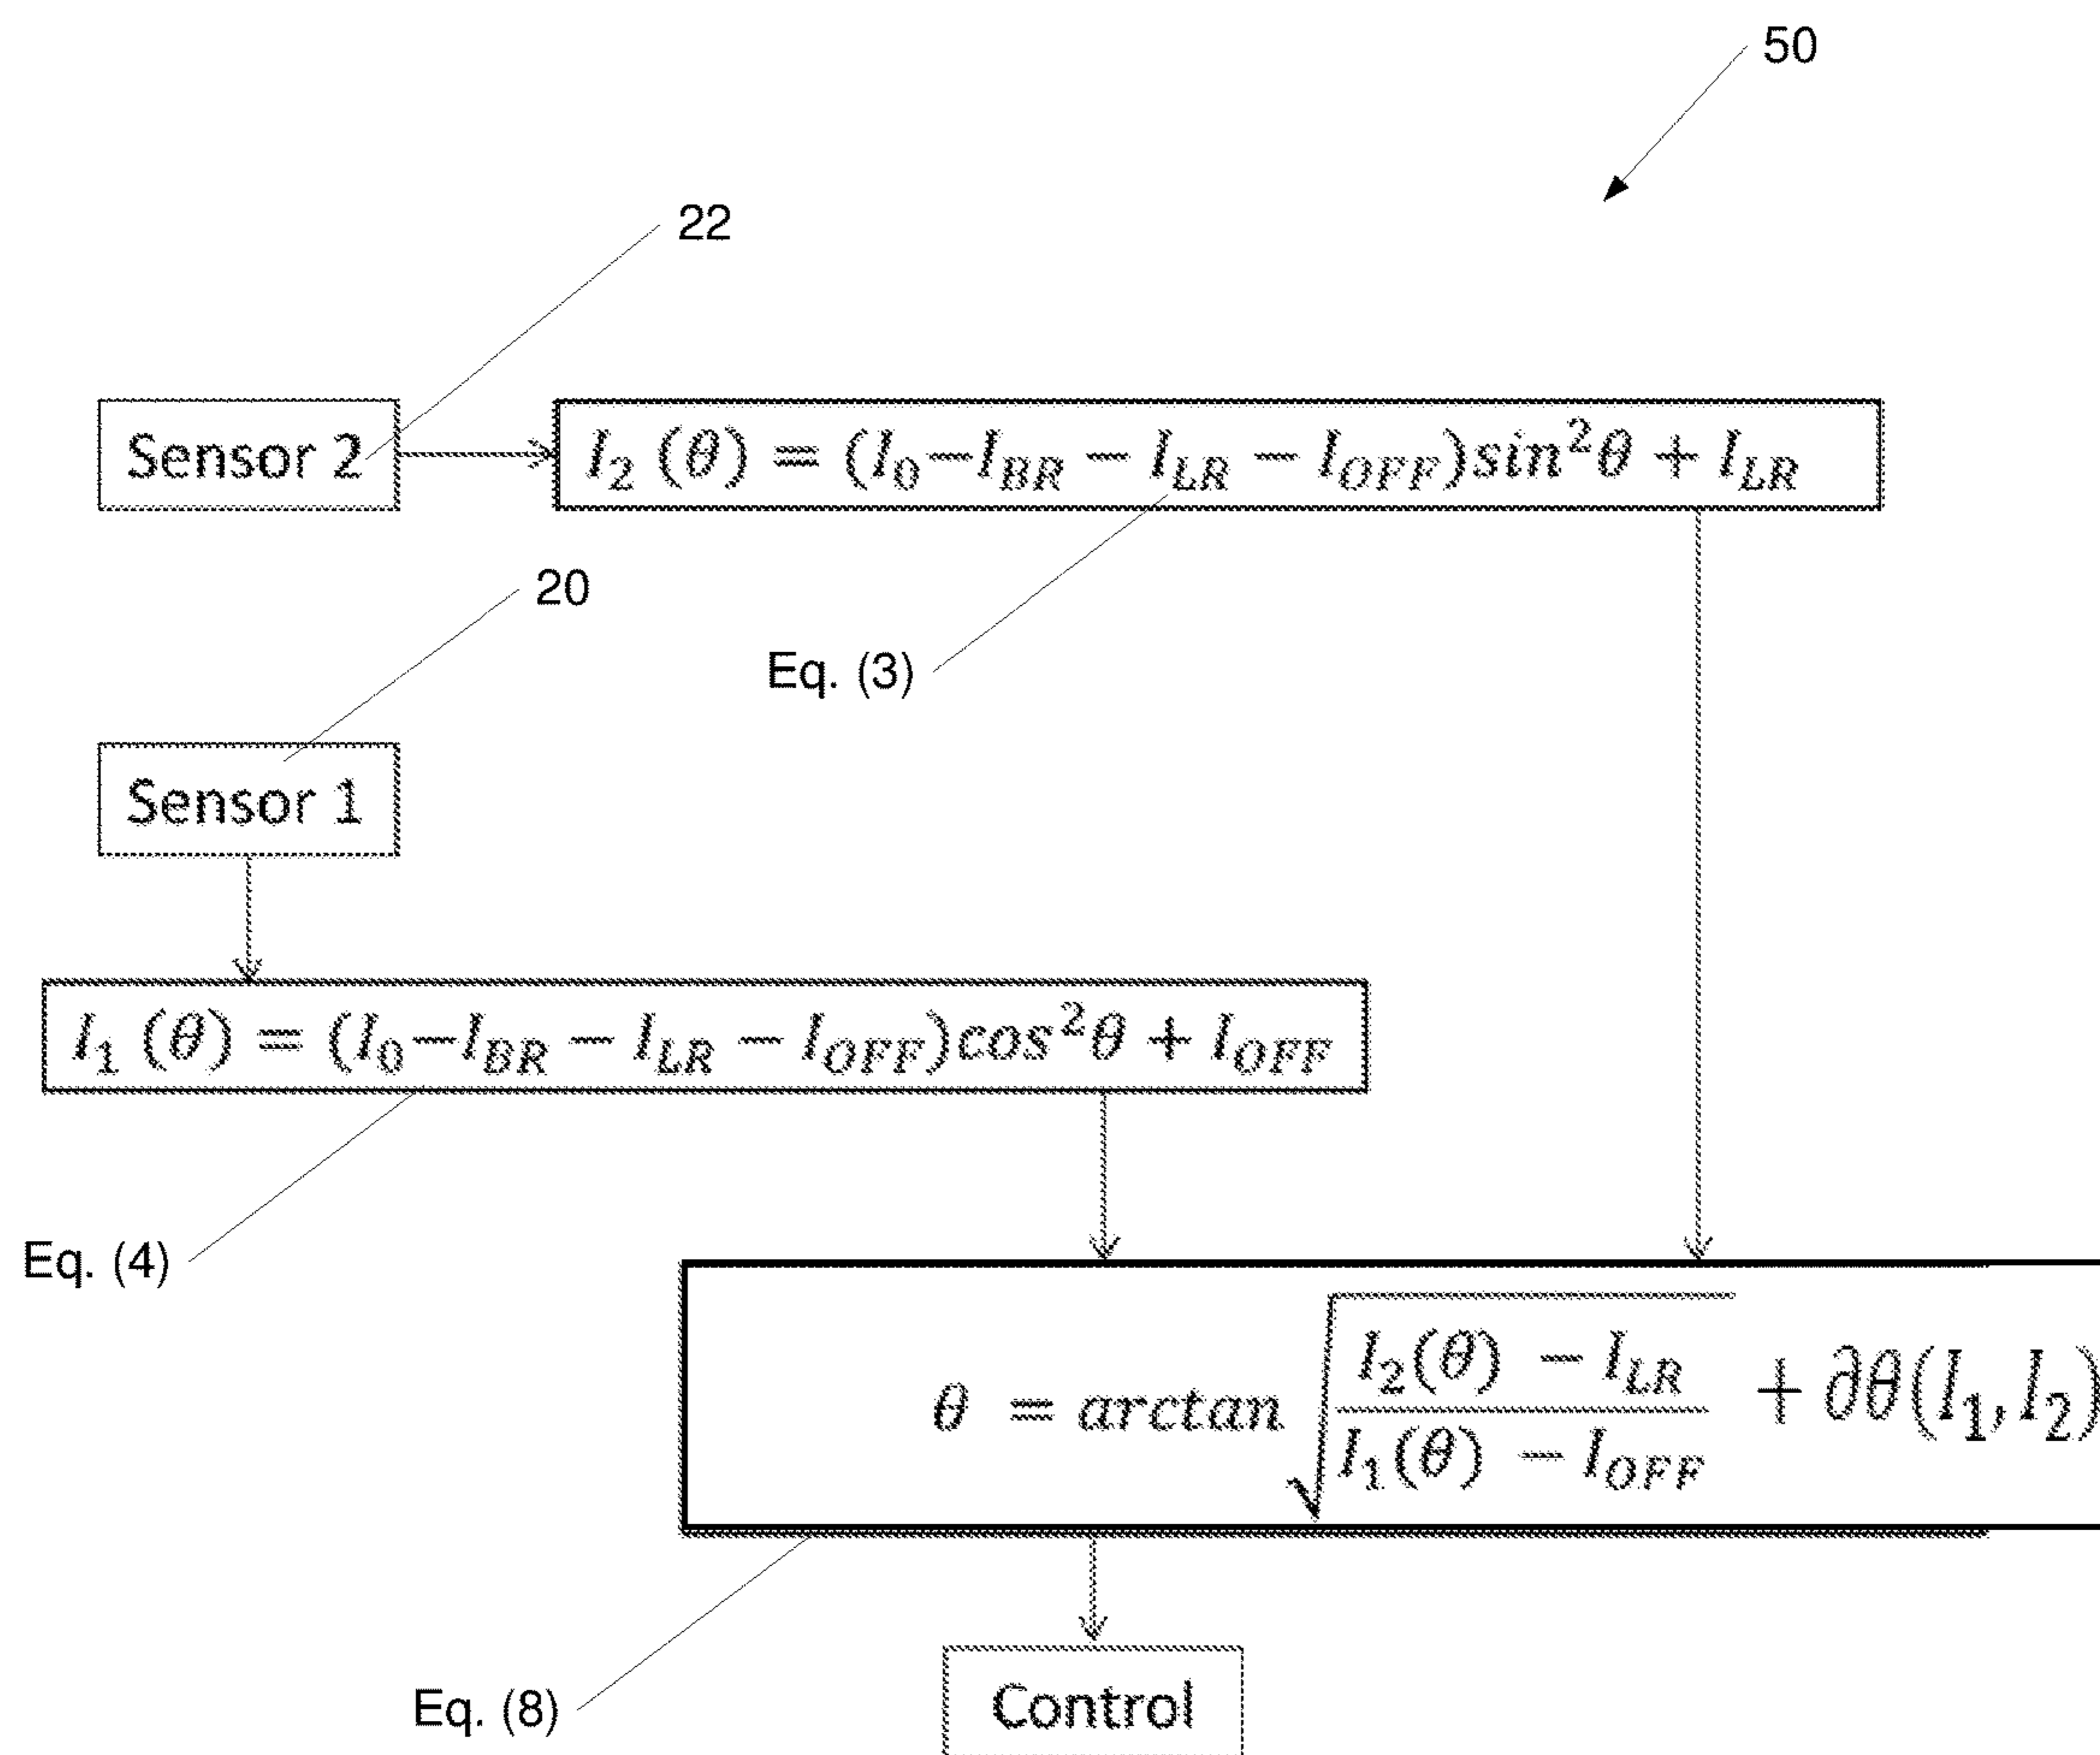 50
22
Sensor 2
I₂ (θ) = (I₀−I_BR − I_LR − I_OFF)sin²θ + I_LR
20
Eq. (3)
Sensor 1
I₁ (θ) = (I₀−I_BR − I_LR − I_OFF)cos²θ + I_OFF
Eq. (4)
θ = arctan √((I₂(θ) − I_LR)/(I₁(θ) − I_OFF)) + ∂θ(I₁, I₂)
Eq. (8)
Control